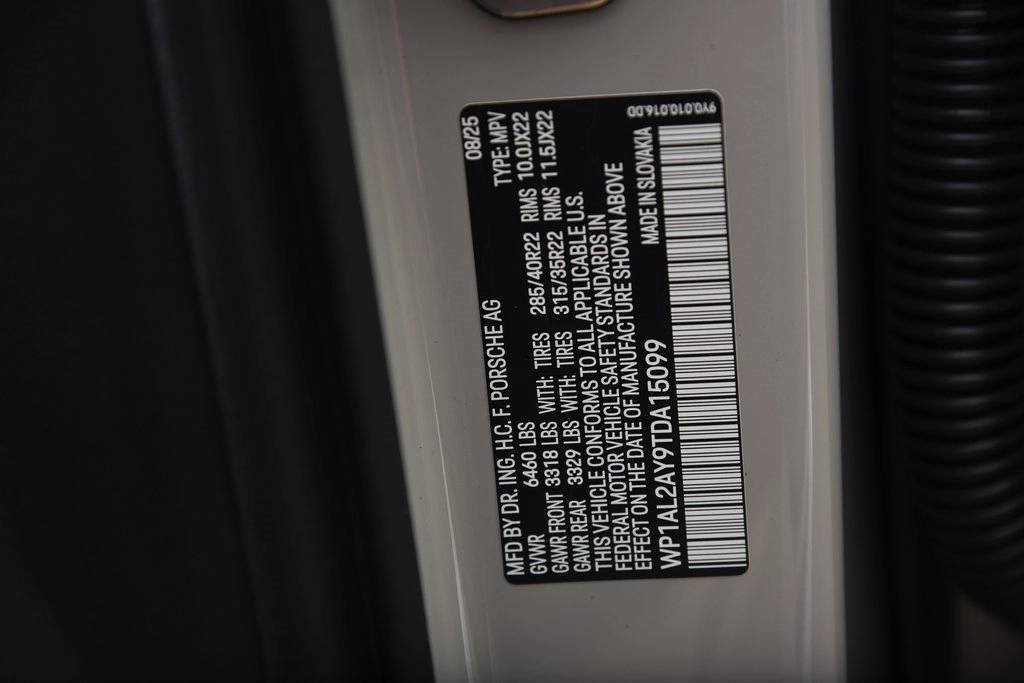 MFD BY DR. ING. H.C. F. PORSCHE AG 08/25
GVWR 6460 LBS TYPE: MPV
GAWR FRONT 3318 LBS WITH: TIRES 285/40R22 RIMS 10.0JX22
GAWR REAR 3329 LBS WITH: TIRES 315/35R22 RIMS 11.5JX22
THIS VEHICLE CONFORMS TO ALL APPLICABLE U.S.
FEDERAL MOTOR VEHICLE SAFETY STANDARDS IN
EFFECT ON THE DATE OF MANUFACTURE SHOWN ABOVE
WP1AL2AY9TDA15099 MADE IN SLOVAKIA
9Y0.010.016.DD